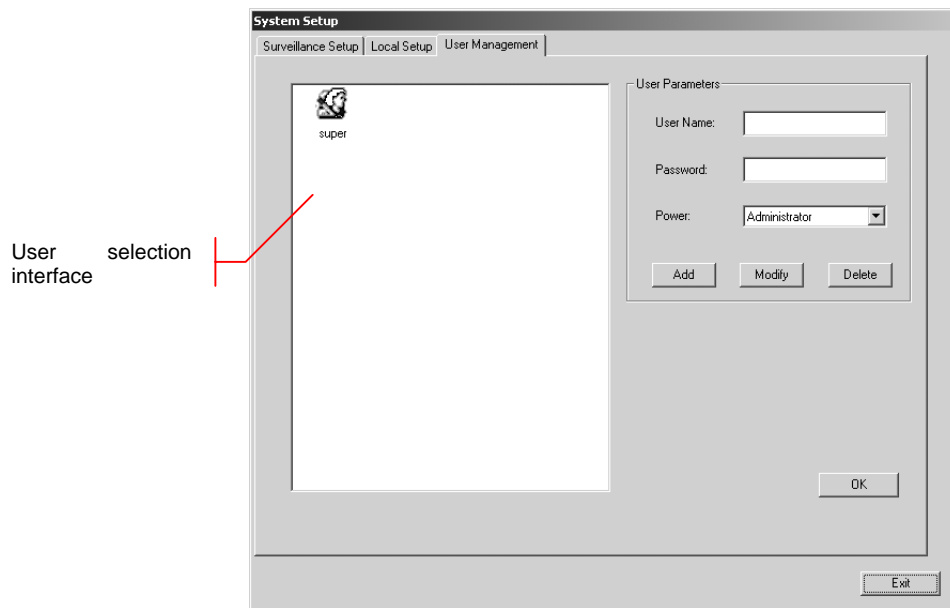 System Setup
Surveillance Setup
Local Setup
User Management
super
User selection
interface
User Parameters
User Name:
Password:
Power:
Administrator
Add
Modify
Delete
OK
Exit